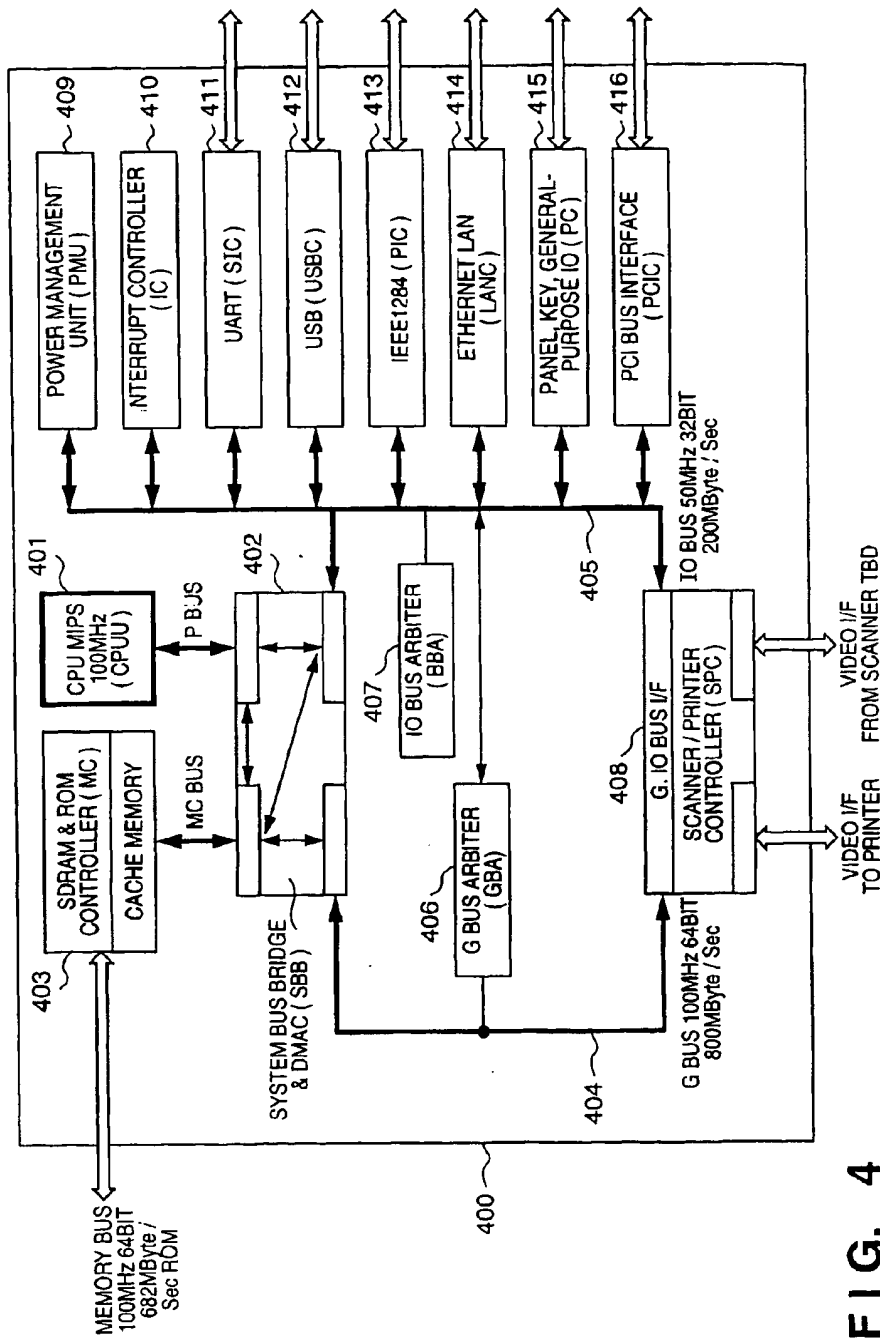 MEMORY BUS
100MHz 64BIT
682MByte /
Sec ROM
400
403
SDRAM & ROM
CONTROLLER ( MC )
CACHE MEMORY
MC BUS
401
CPU MIPS
100MHz
( CPUU )
P BUS
402
SYSTEM BUS BRIDGE
& DMAC ( SBB )
407
IO BUS ARBITER
( BBA )
406
G BUS ARBITER
( GBA )
404
G BUS 100MHz 64BIT
800MByte / Sec
405
IO BUS 50MHz 32BIT
200MByte / Sec
408
G. IO BUS I/F
SCANNER / PRINTER
CONTROLLER ( SPC )
VIDEO I/F
TO PRINTER
VIDEO I/F
FROM SCANNER TBD
POWER MANAGEMENT
UNIT ( PMU )
409
INTERRUPT CONTROLLER
( IC )
410
UART ( SIC )
411
USB ( USBC )
412
IEEE1284 ( PIC )
413
ETHERNET LAN
( LANC )
414
PANEL, KEY, GENERAL-
PURPOSE IO ( PC )
415
PCI BUS INTERFACE
( PCIC )
416
FIG. 4